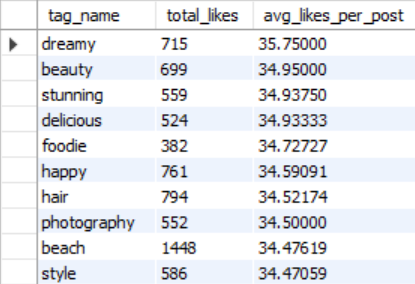 tag_name total_likes avg_likes_per_post
dreamy 715 35.75000
beauty 699 34.95000
stunning 559 34.93750
delicious 524 34.93333
foodie 382 34.72727
happy 761 34.59091
hair 794 34.52174
photography 552 34.50000
beach 1448 34.47619
style 586 34.47059